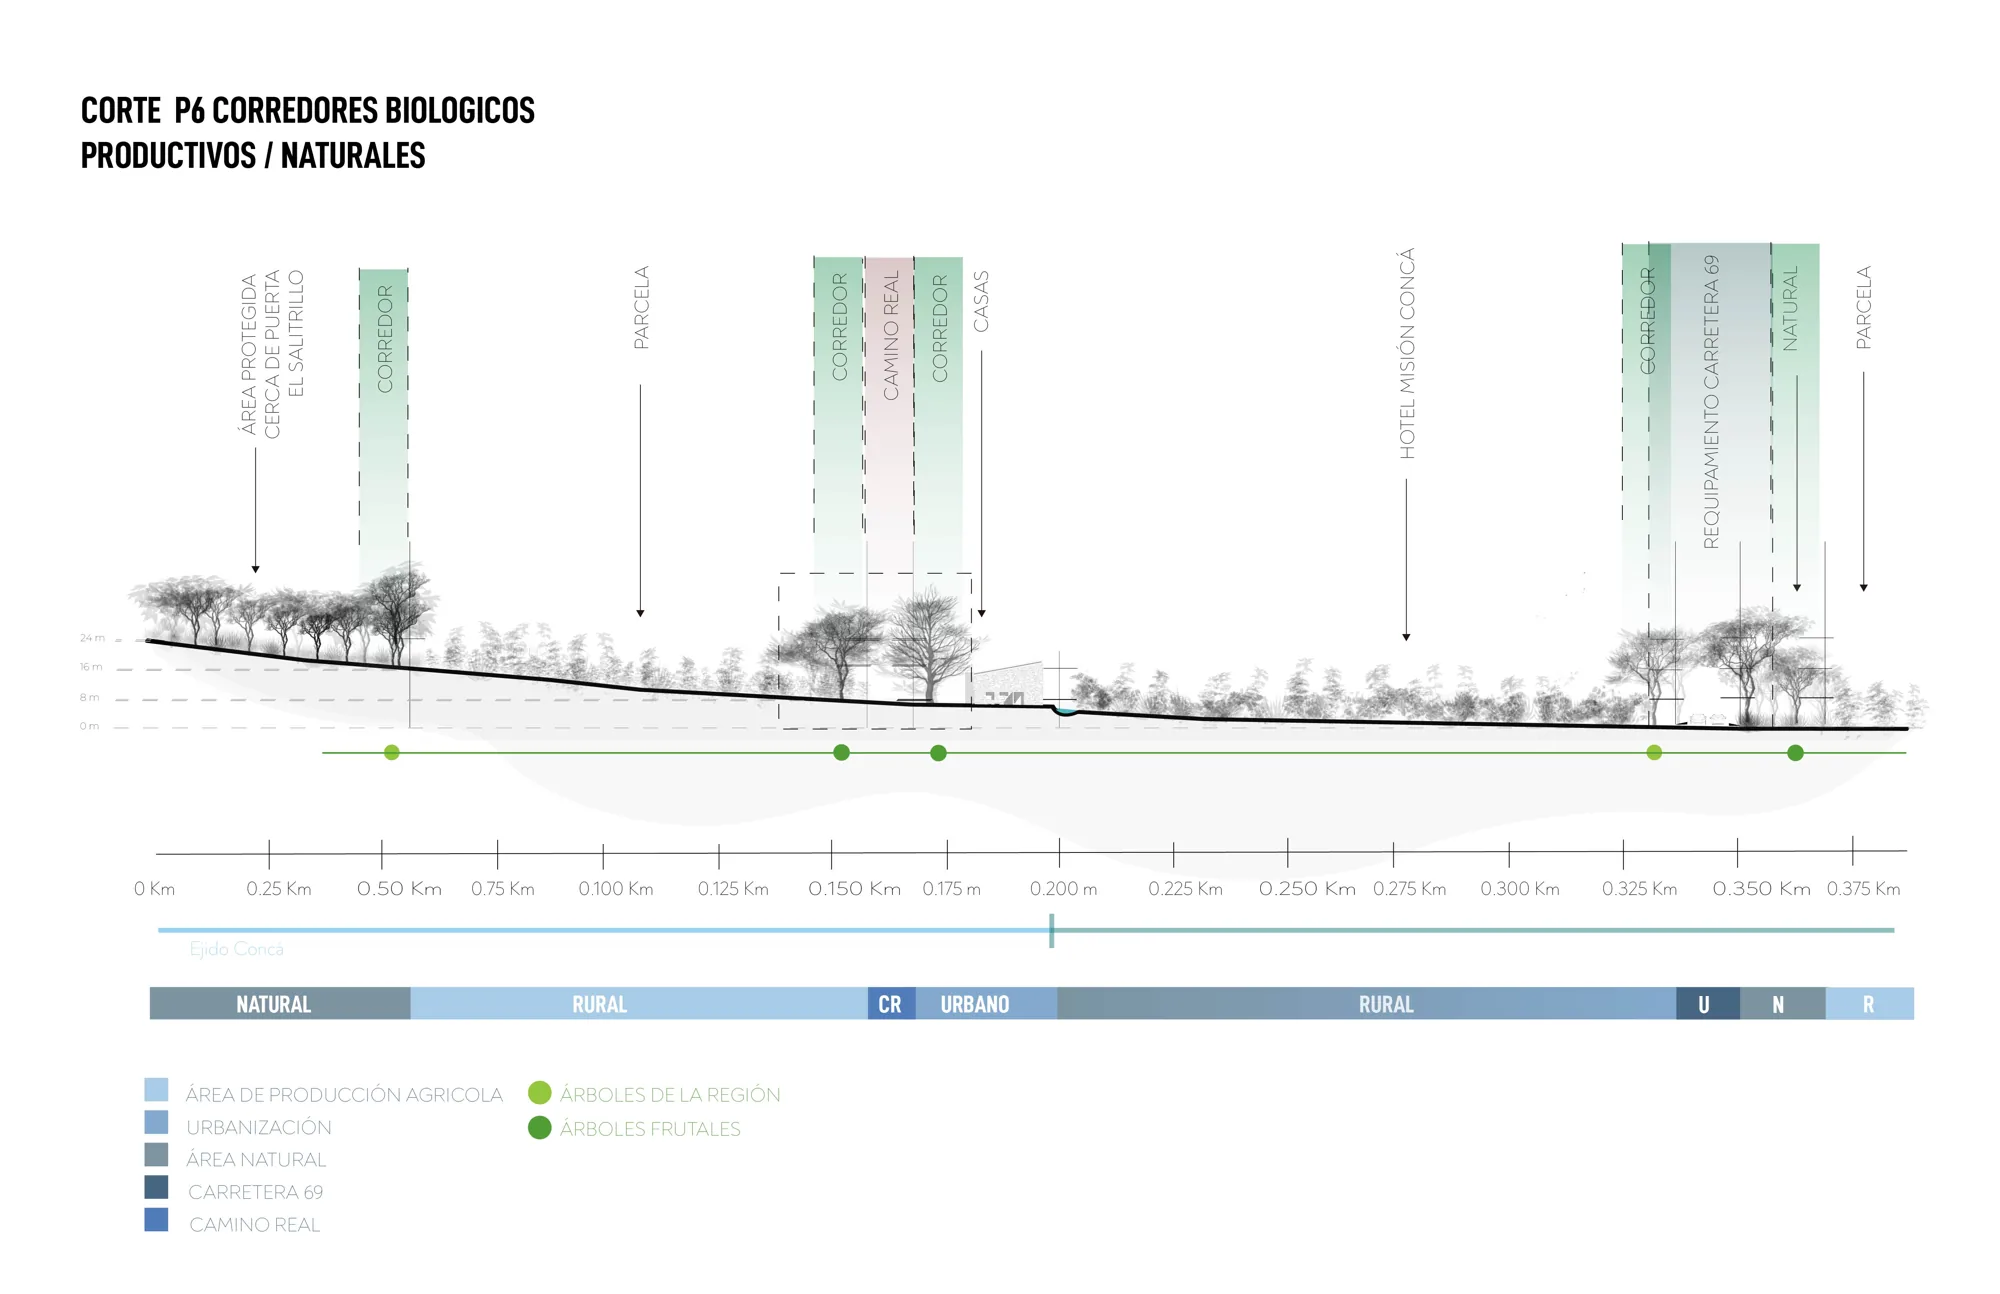 CORTE P6 CORREDORES BIOLOGICOS
PRODUCTIVOS / NATURALES
ÁREA PROTEGIDA
CERCA DE PUERTA
EL SALITRILLO
CORREDOR
PARCELA
CORREDOR
CAMINO REAL
CORREDOR
CASAS
HOTEL MISIÓN CONCÁ
CORREDOR
REQUIPAMIENTO CARRETERA 69
NATURAL
PARCELA
24 m
16 m
8 m
0 m
0 Km
0.25 Km
0.50 Km
0.75 Km
0.100 Km
0.125 Km
0.150 Km
0.175 m
0.200 m
0.225 Km
0.250 Km
0.275 Km
0.300 Km
0.325 Km
0.350 Km
0.375 Km
Ejido Concá
NATURAL
RURAL
CR
URBANO
RURAL
U
N
R
ÁREA DE PRODUCCIÓN AGRICOLA
URBANIZACIÓN
ÁREA NATURAL
CARRETERA 69
CAMINO REAL
ÁRBOLES DE LA REGIÓN
ÁRBOLES FRUTALES